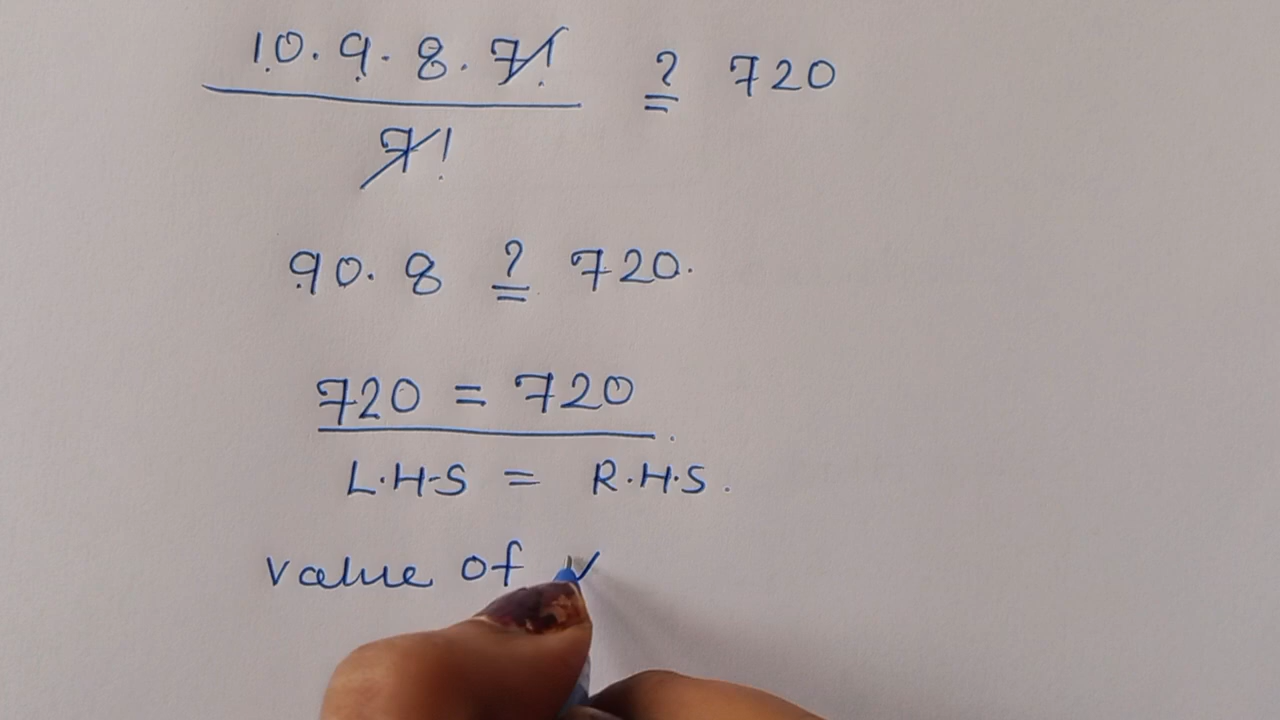 10. 9. 8. 7! ? 720
=
7!
90. 8 ? 720.
=
720 = 720
L.H.S = R.H.S.
value of